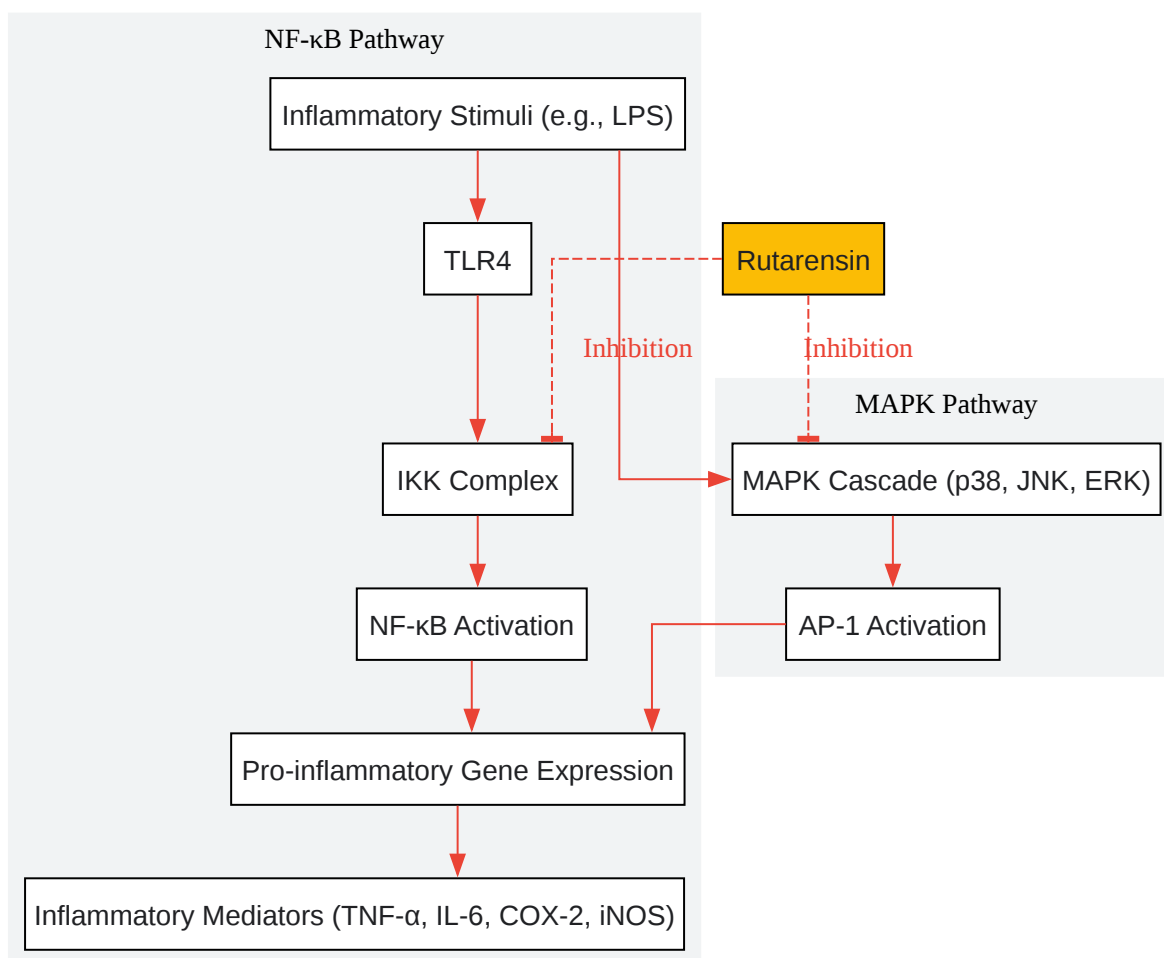 NF-κB Pathway
Inflammatory Stimuli (e.g., LPS)
TLR4
Rutarensin
Inhibition
Inhibition
MAPK Pathway
IKK Complex
MAPK Cascade (p38, JNK, ERK)
NF-κB Activation
AP-1 Activation
Pro-inflammatory Gene Expression
Inflammatory Mediators (TNF-α, IL-6, COX-2, iNOS)